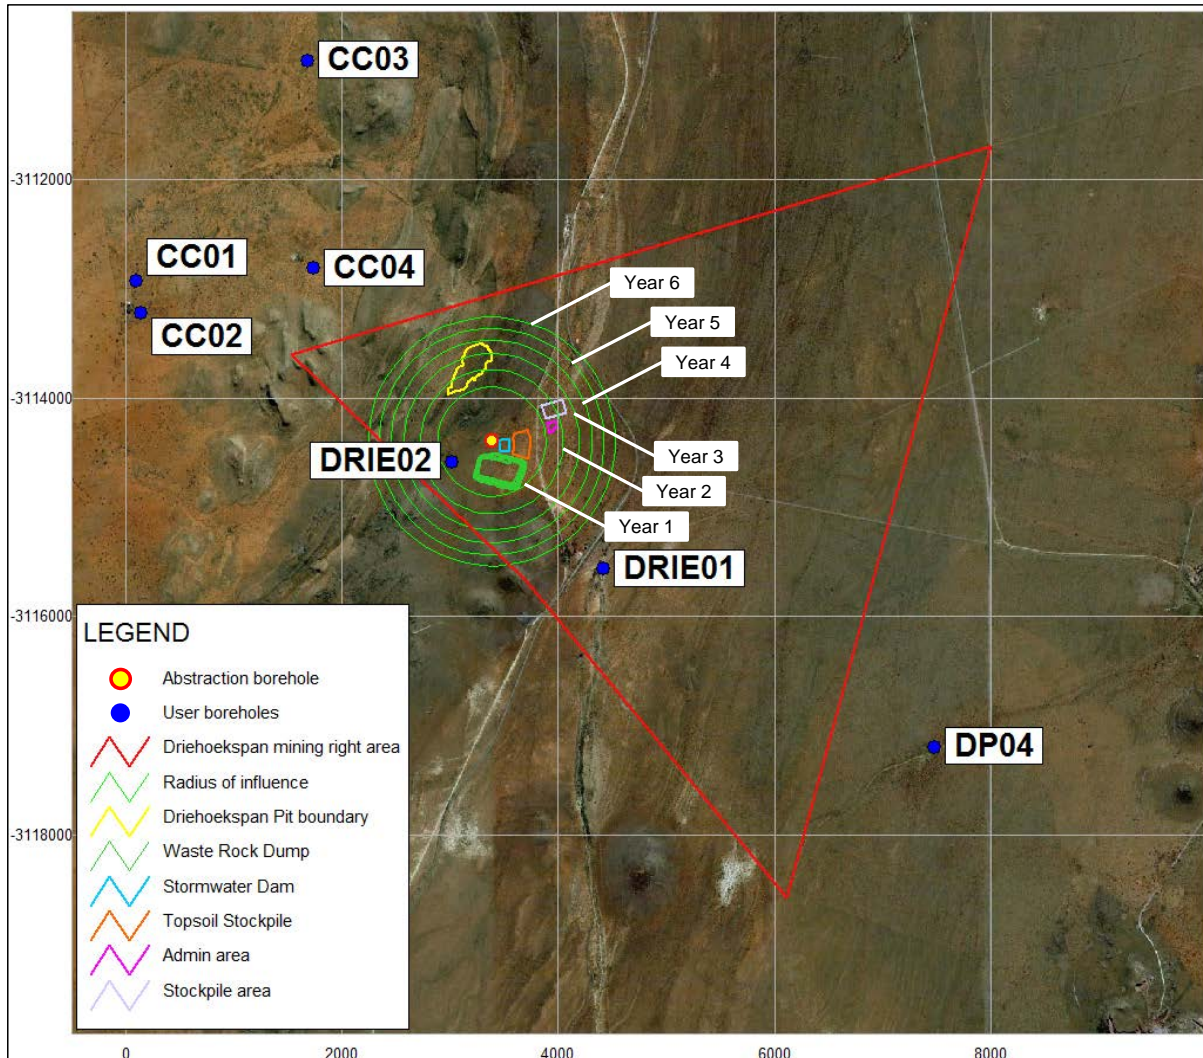 CC03
-3112000
CC01
CC04
Year 6
CC02
Year 5
Year 4
-3114000
DRIE02
Year 3
Year 2
Year 1
DRIE01
-3116000
LEGEND
Abstraction borehole
User boreholes
Driehoekspan mining right area
Radius of influence
Driehoekspan Pit boundary
Waste Rock Dump
Stormwater Dam
Topsoil Stockpile
Admin area
Stockpile area
DP04
-3118000
0 2000 4000 6000 8000